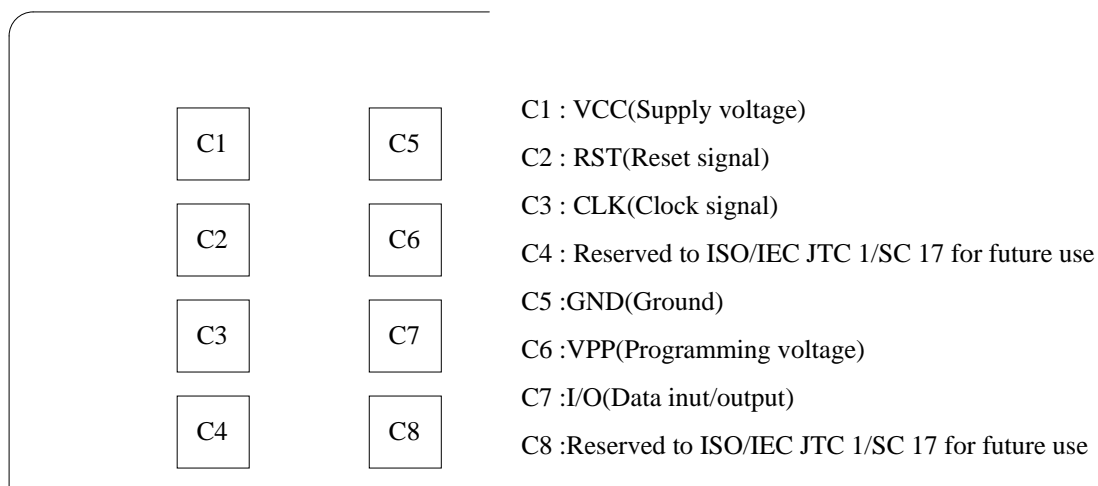 C1 C5
C2 C6
C3 C7
C4 C8
C1 : VCC(Supply voltage)
C2 : RST(Reset signal)
C3 : CLK(Clock signal)
C4 : Reserved to ISO/IEC JTC 1/SC 17 for future use
C5 :GND(Ground)
C6 :VPP(Programming voltage)
C7 :I/O(Data inut/output)
C8 :Reserved to ISO/IEC JTC 1/SC 17 for future use